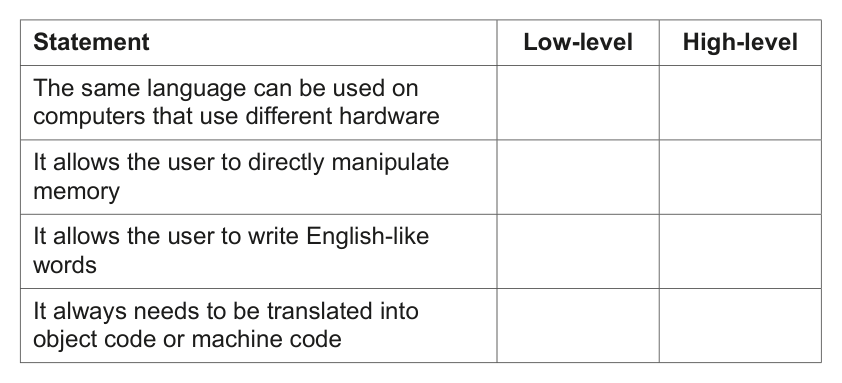 Statement Low-level High-level
The same language can be used on
computers that use different hardware
It allows the user to directly manipulate
memory
It allows the user to write English-like
words
It always needs to be translated into
object code or machine code